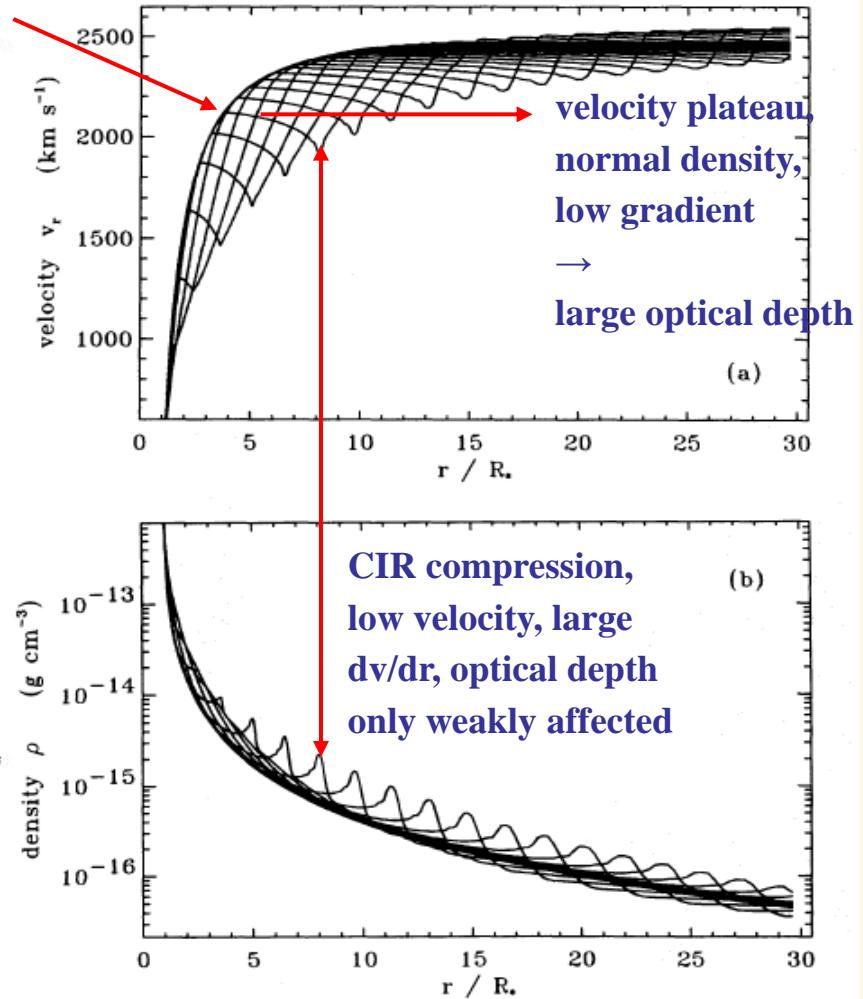 2500
2000
1500
1000
velocity vᵣ (km s⁻¹)
velocity plateau,
normal density,
low gradient
→
large optical depth
(a)
0 5 10 15 20 25 30
r / R*
CIR compression,
low velocity, large
dv/dr, optical depth
only weakly affected
(b)
10⁻¹³
10⁻¹⁴
10⁻¹⁵
10⁻¹⁶
density ρ (g cm⁻³)
0 5 10 15 20 25 30
r / R*